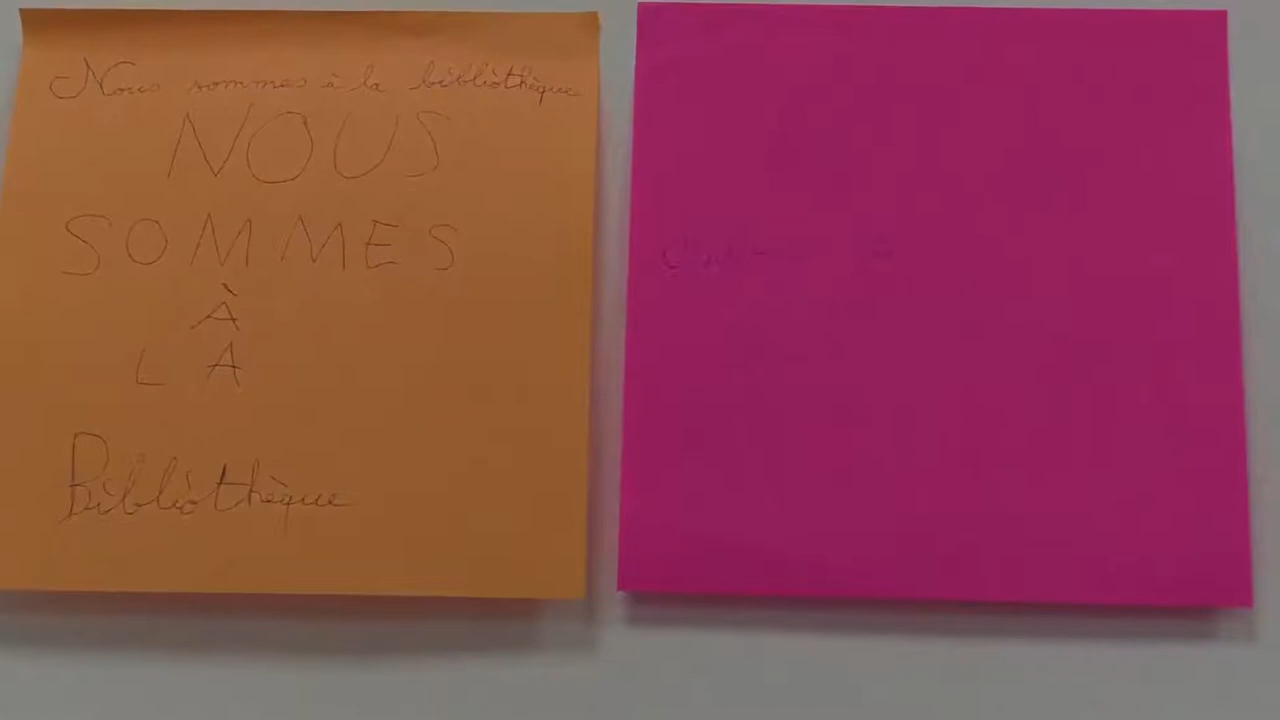 Nous sommes à la bibliothèque
NOUS
SOMMES
À
LA
Bibliothèque